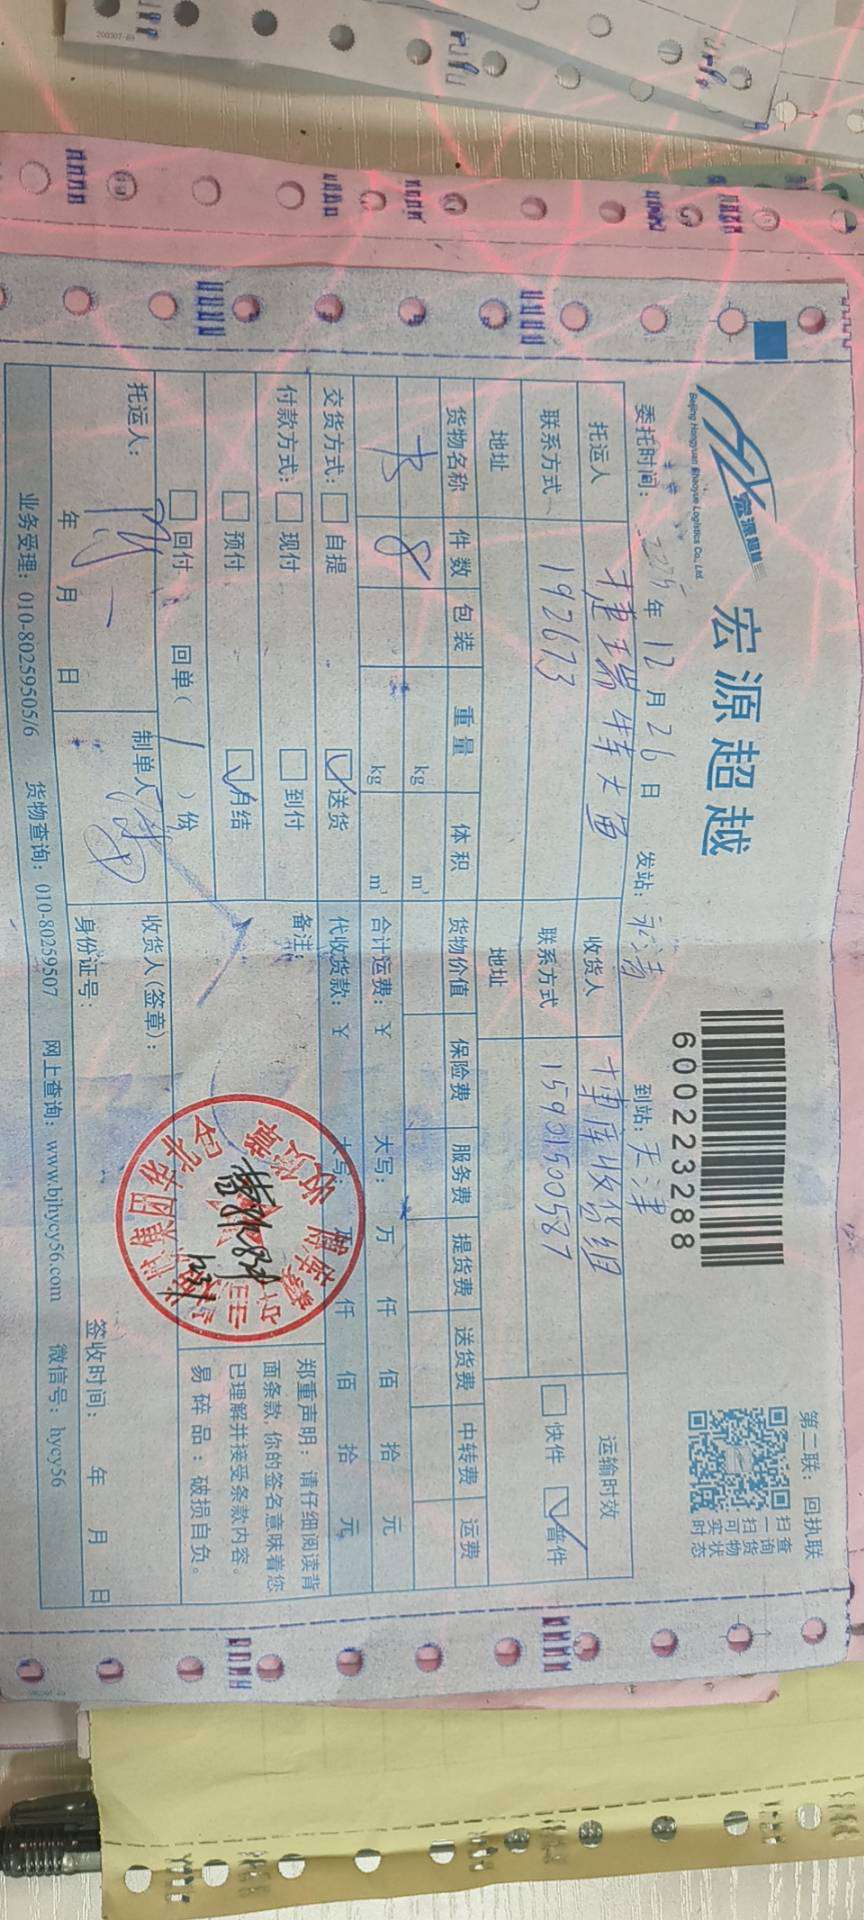 宏源超越
Beijing Hongyuan Chaoyue Logistics Co., Ltd.
宏源超越
6000223288
第二联：回执联
扫一扫可实时
查询货物状态
委托时间：2025年12月26日 发站：永清 到站：天津
托运人 捷瑞特大鱼 收货人 博库收货组 运输时效
联系方式 192673 联系方式 15901500587 快件 普件
地址 地址
货物名称 件数 包装 重量 体积 货物价值 保险费 服务费 提货费 送货费 中转费 运费
书 8 kg m³
kg m³ 合计运费：¥ 大写： 万 仟 佰 拾 元
交货方式： 自提 送货 代收货款：¥ 大写： 仟 佰 拾 元
付款方式： 现付 到付 备注：
预付 月结
回付 回单（1）份
郑重声明：请仔细阅读背
面条款，你的签名意味着您
已理解并接受条款内容。
易碎品：破损自负。
托运人： 制单人 收货人（签章）：
年 月 日 身份证号： 签收时间： 年 月 日
业务受理：010-80259505/6 货物查询：010-80259507 网上查询：www.bjhycy56.com 微信号：hycy56